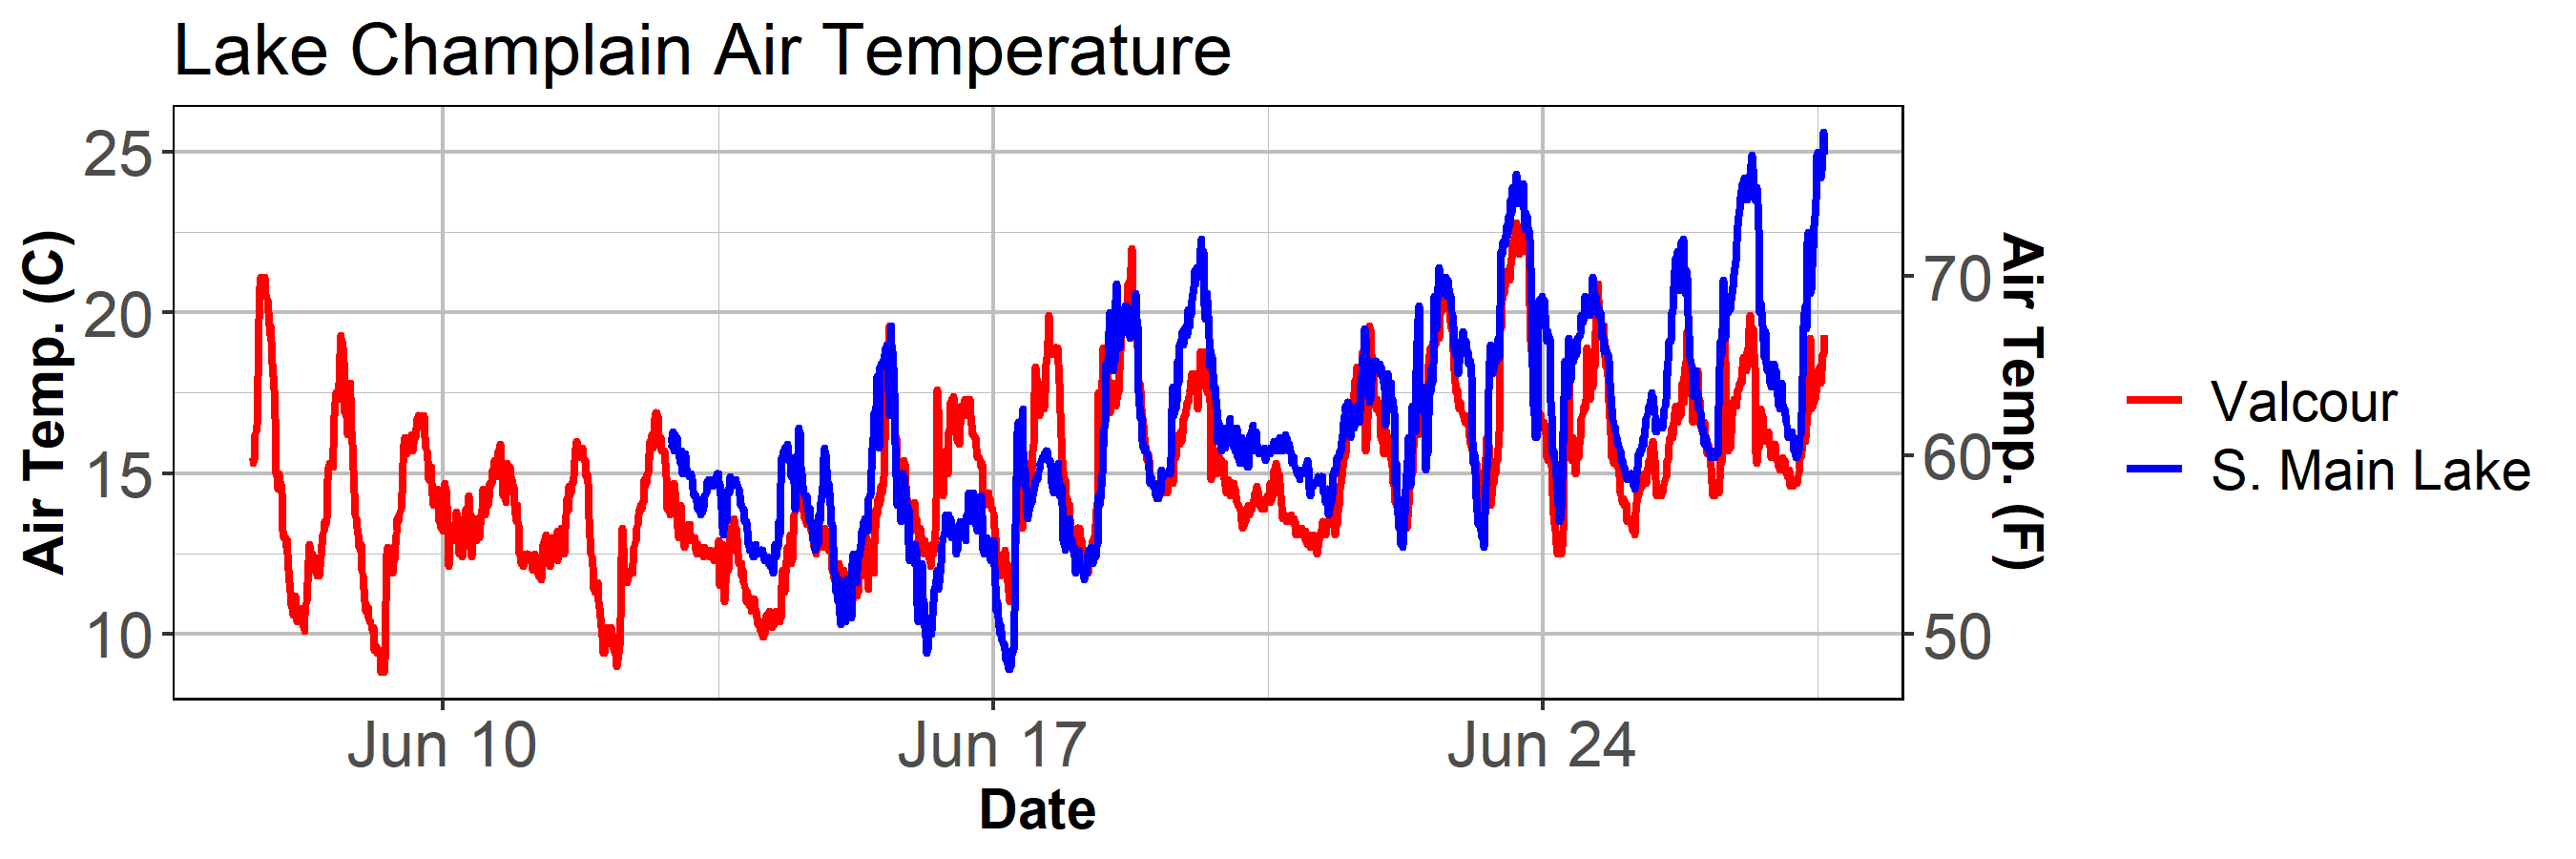 Lake Champlain Air Temperature
Air Temp. (C)
25
20
15
10
70
60
50
Air Temp. (F)
Jun 10
Jun 17
Jun 24
Date
Valcour
S. Main Lake